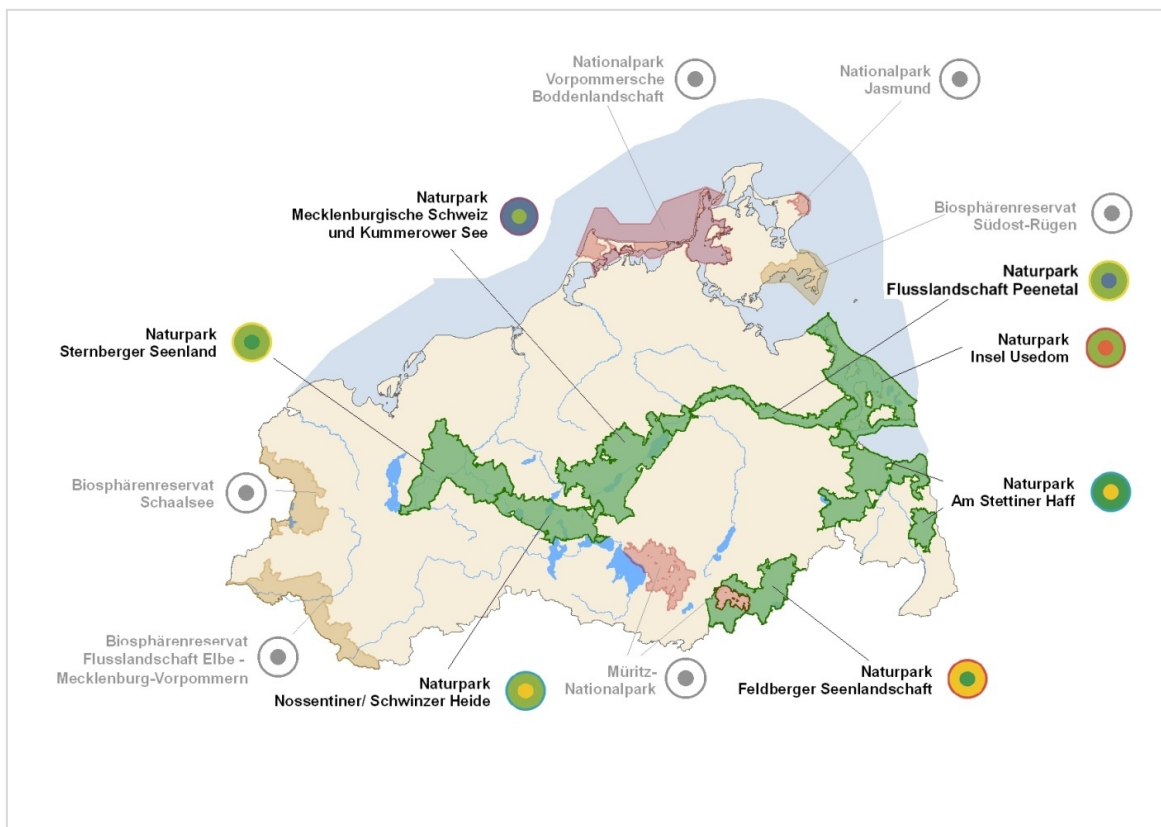 Nationalpark
Vorpommersche
Boddenlandschaft
Nationalpark
Jasmund
Naturpark
Mecklenburgische Schweiz
und Kummerower See
Biosphärenreservat
Südost-Rügen
Naturpark
Flusslandschaft Peenetal
Naturpark
Sternberger Seenland
Naturpark
Insel Usedom
Biosphärenreservat
Schaalsee
Naturpark
Am Stettiner Haff
Biosphärenreservat
Flusslandschaft Elbe -
Mecklenburg-Vorpommern
Naturpark
Nossentiner/ Schwinzer Heide
Müritz-
Nationalpark
Naturpark
Feldberger Seenlandschaft